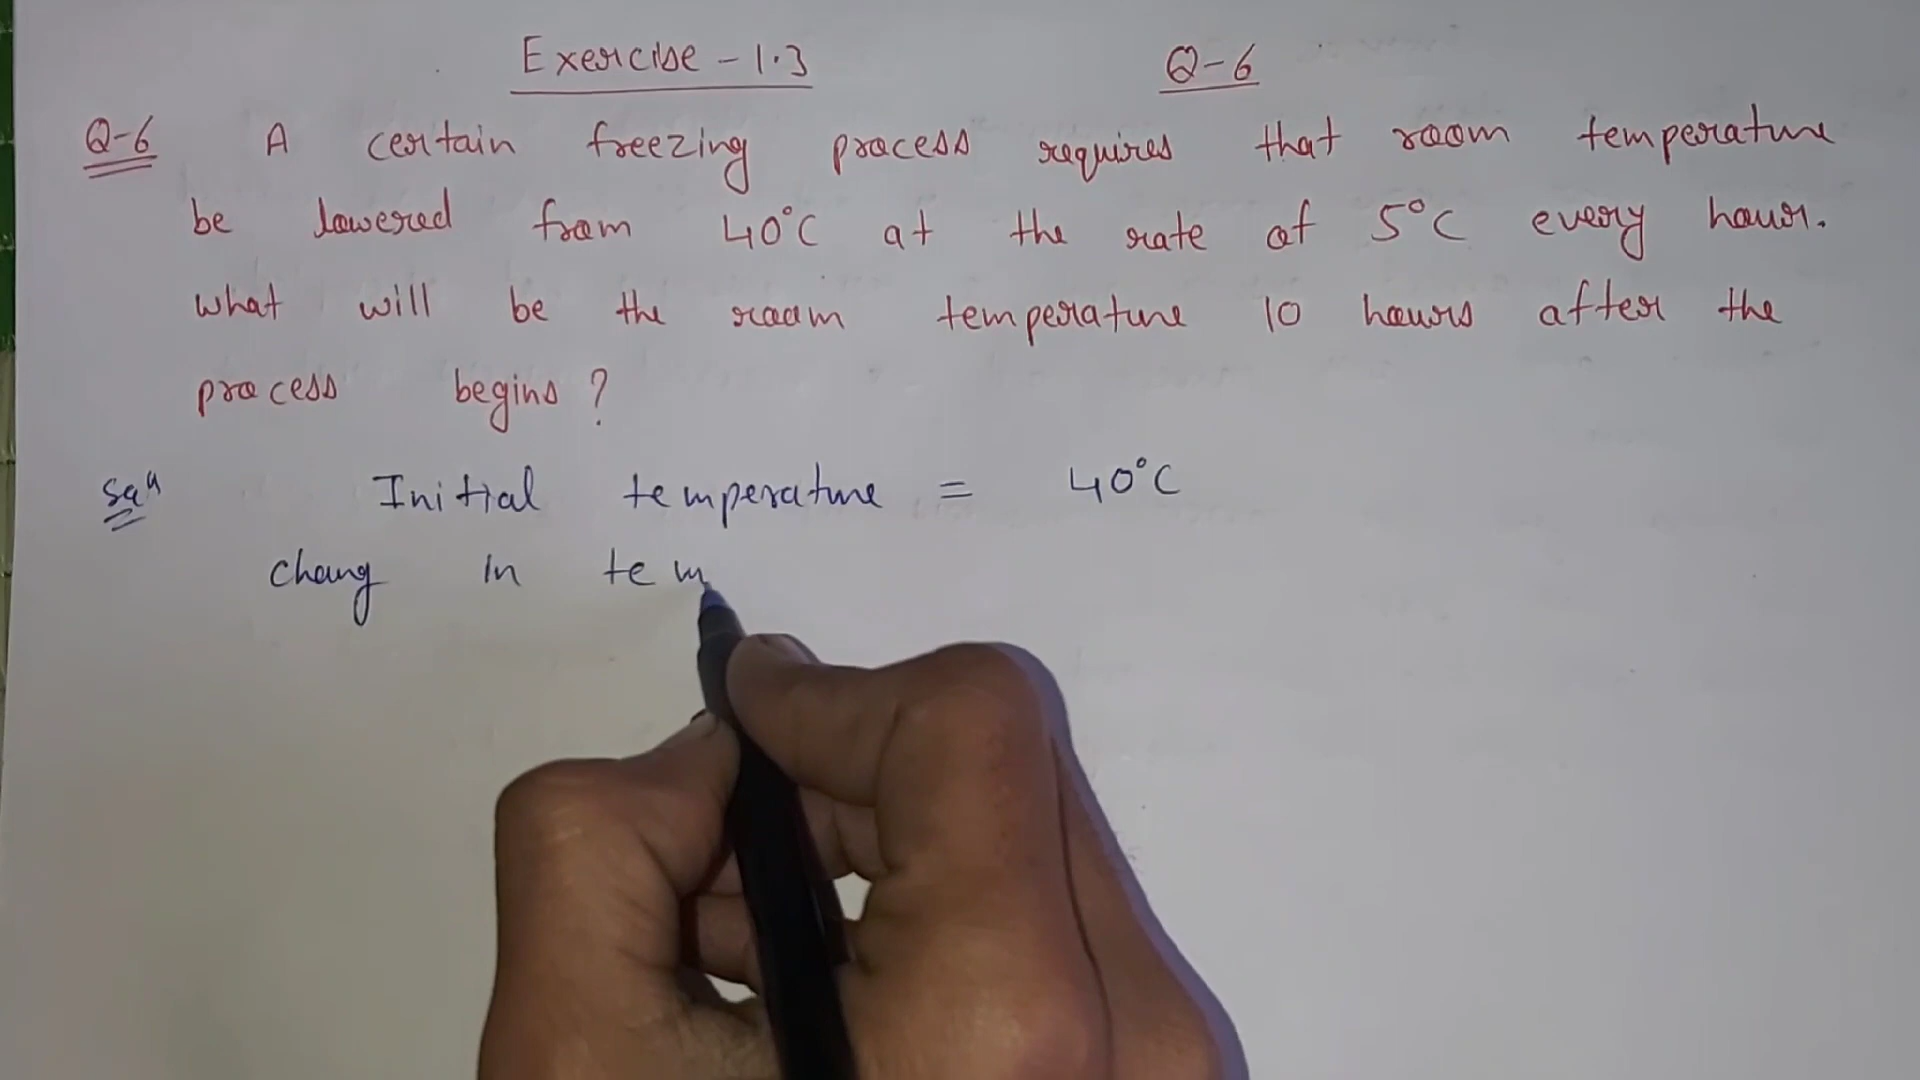 Exercise - 1.3 Q-6
Q-6 A certain freezing process requires that room temperature
be lowered from 40°C at the rate of 5°C every hour.
what will be the room temperature 10 hours after the
process begins?
Initial temperature = 40°C
chang in tem